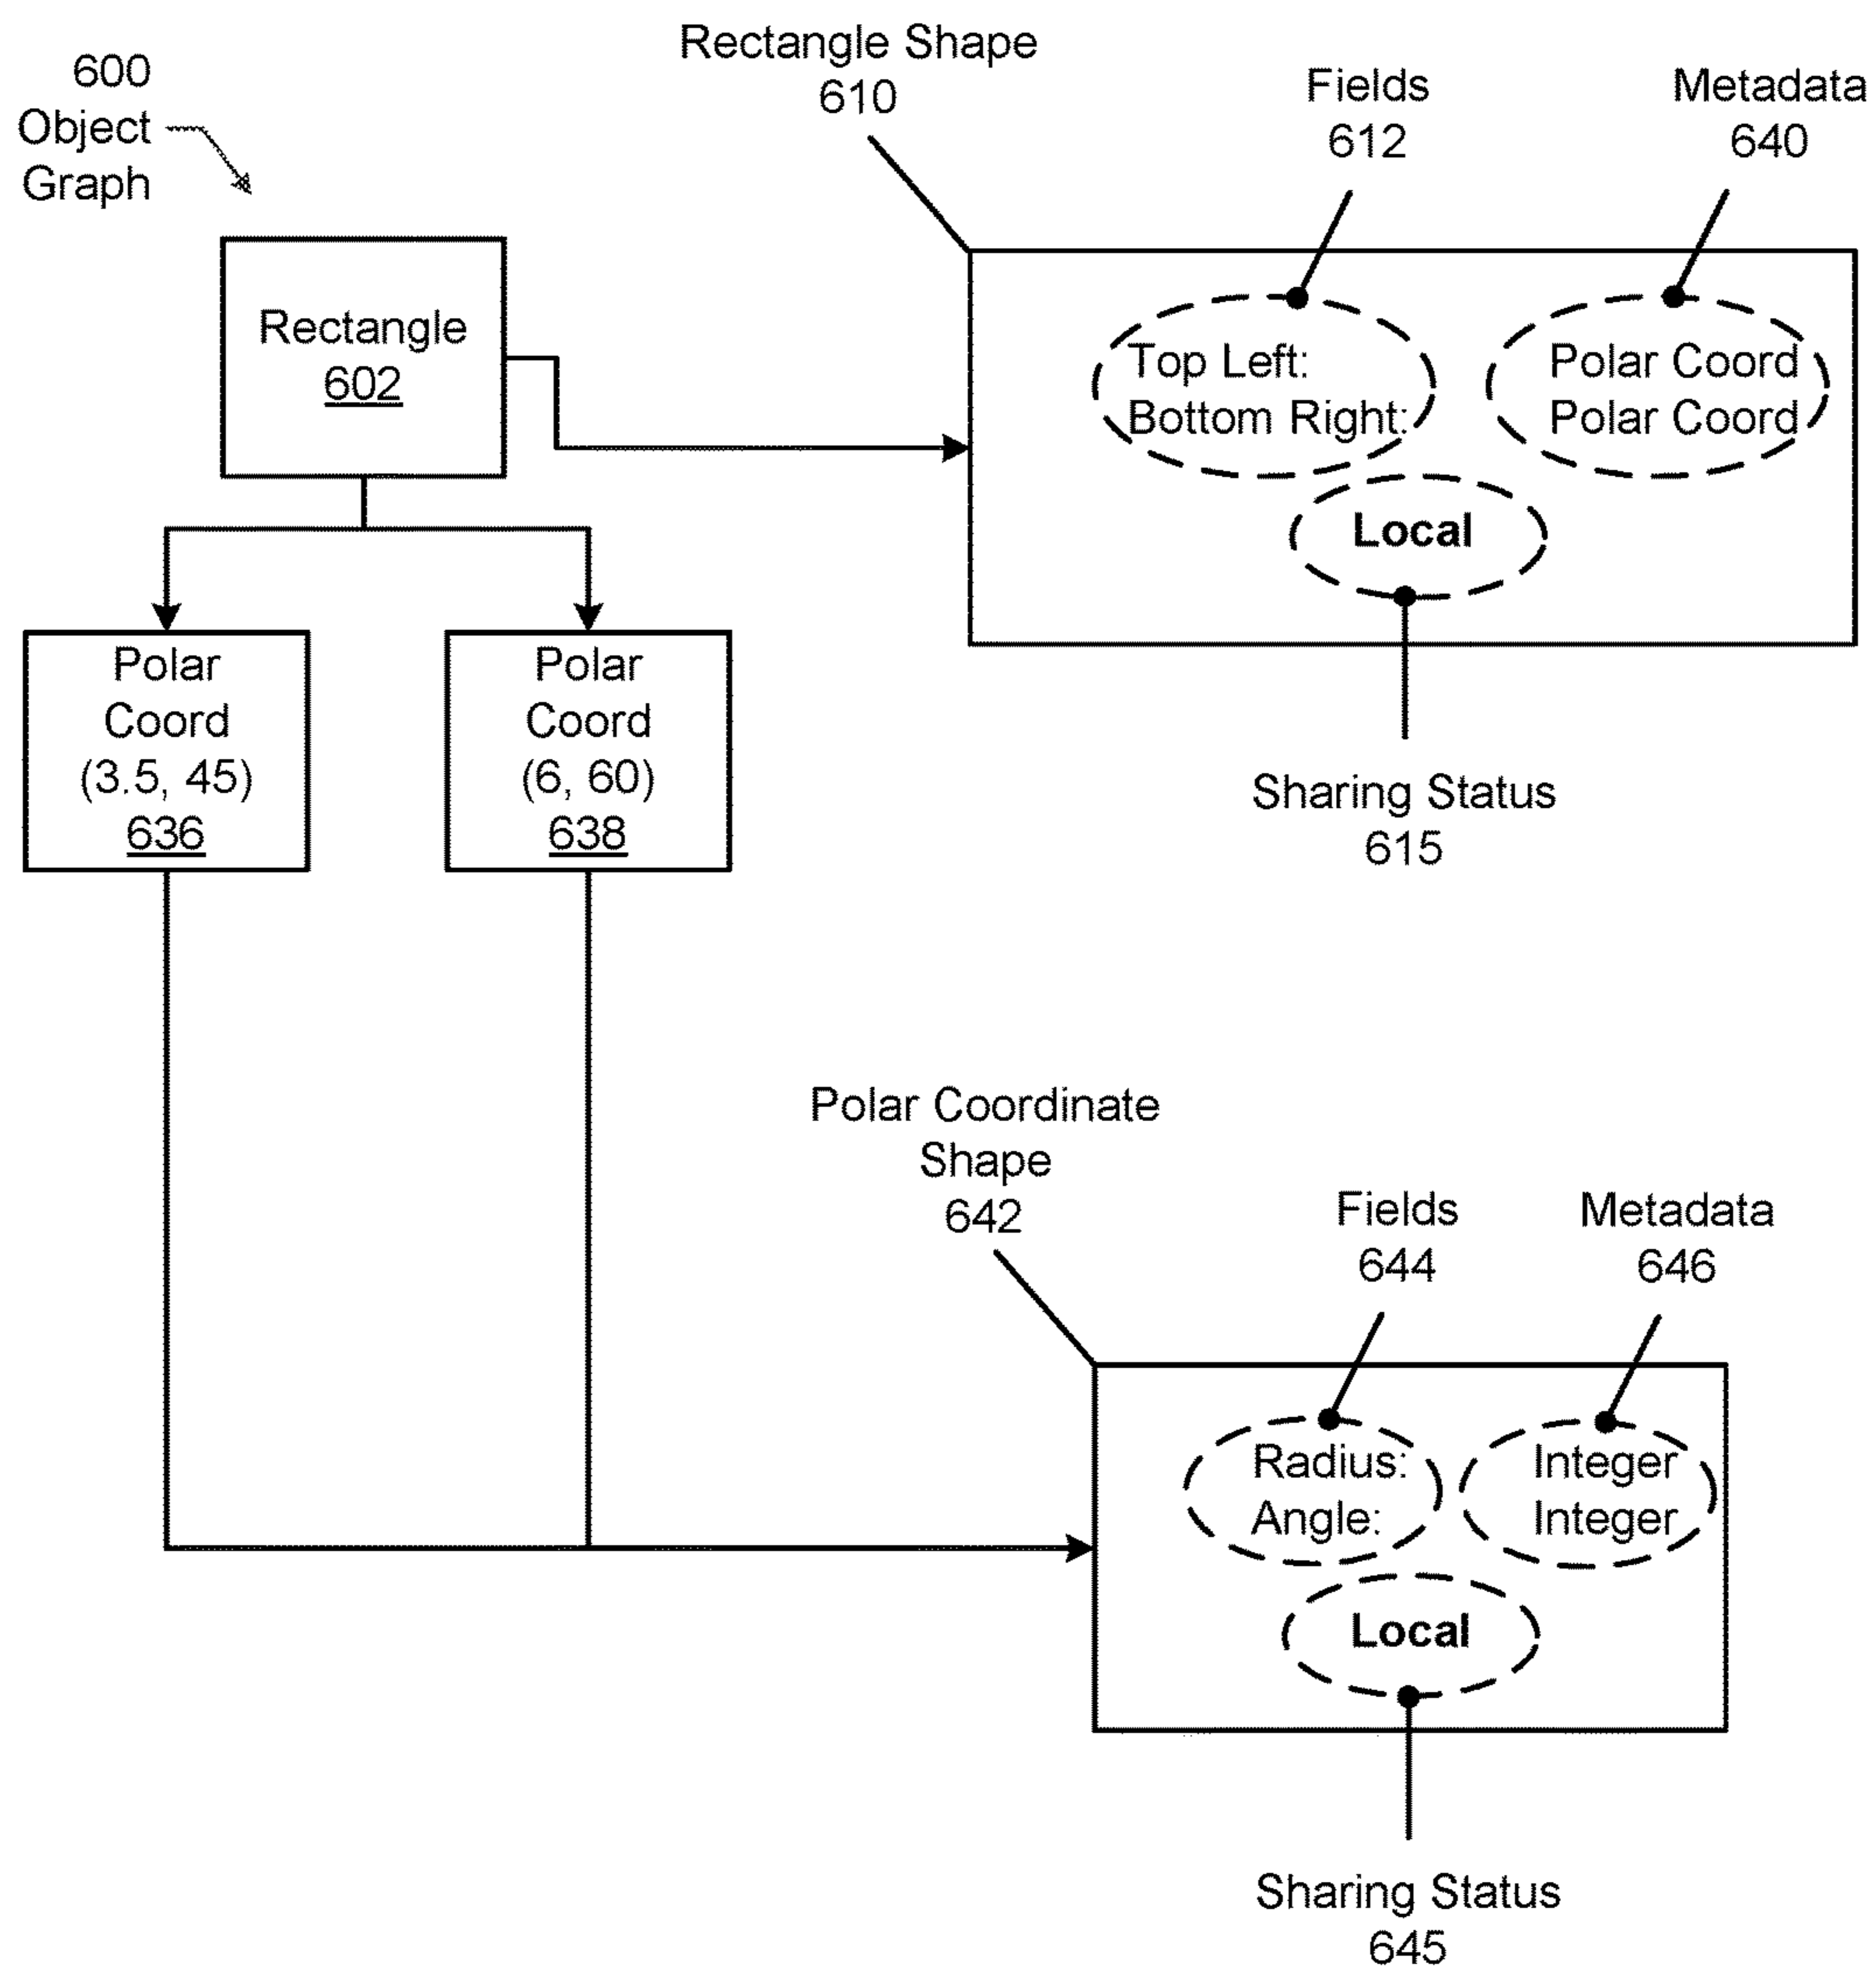 600
Object
Graph
Rectangle Shape
610
Fields
612
Metadata
640
Rectangle
602
Top Left:
Bottom Right:
Polar Coord
Polar Coord
Local
Sharing Status
615
Polar
Coord
(3.5, 45)
636
Polar
Coord
(6, 60)
638
Polar Coordinate
Shape
642
Fields
644
Metadata
646
Radius:
Angle:
Integer
Integer
Local
Sharing Status
645